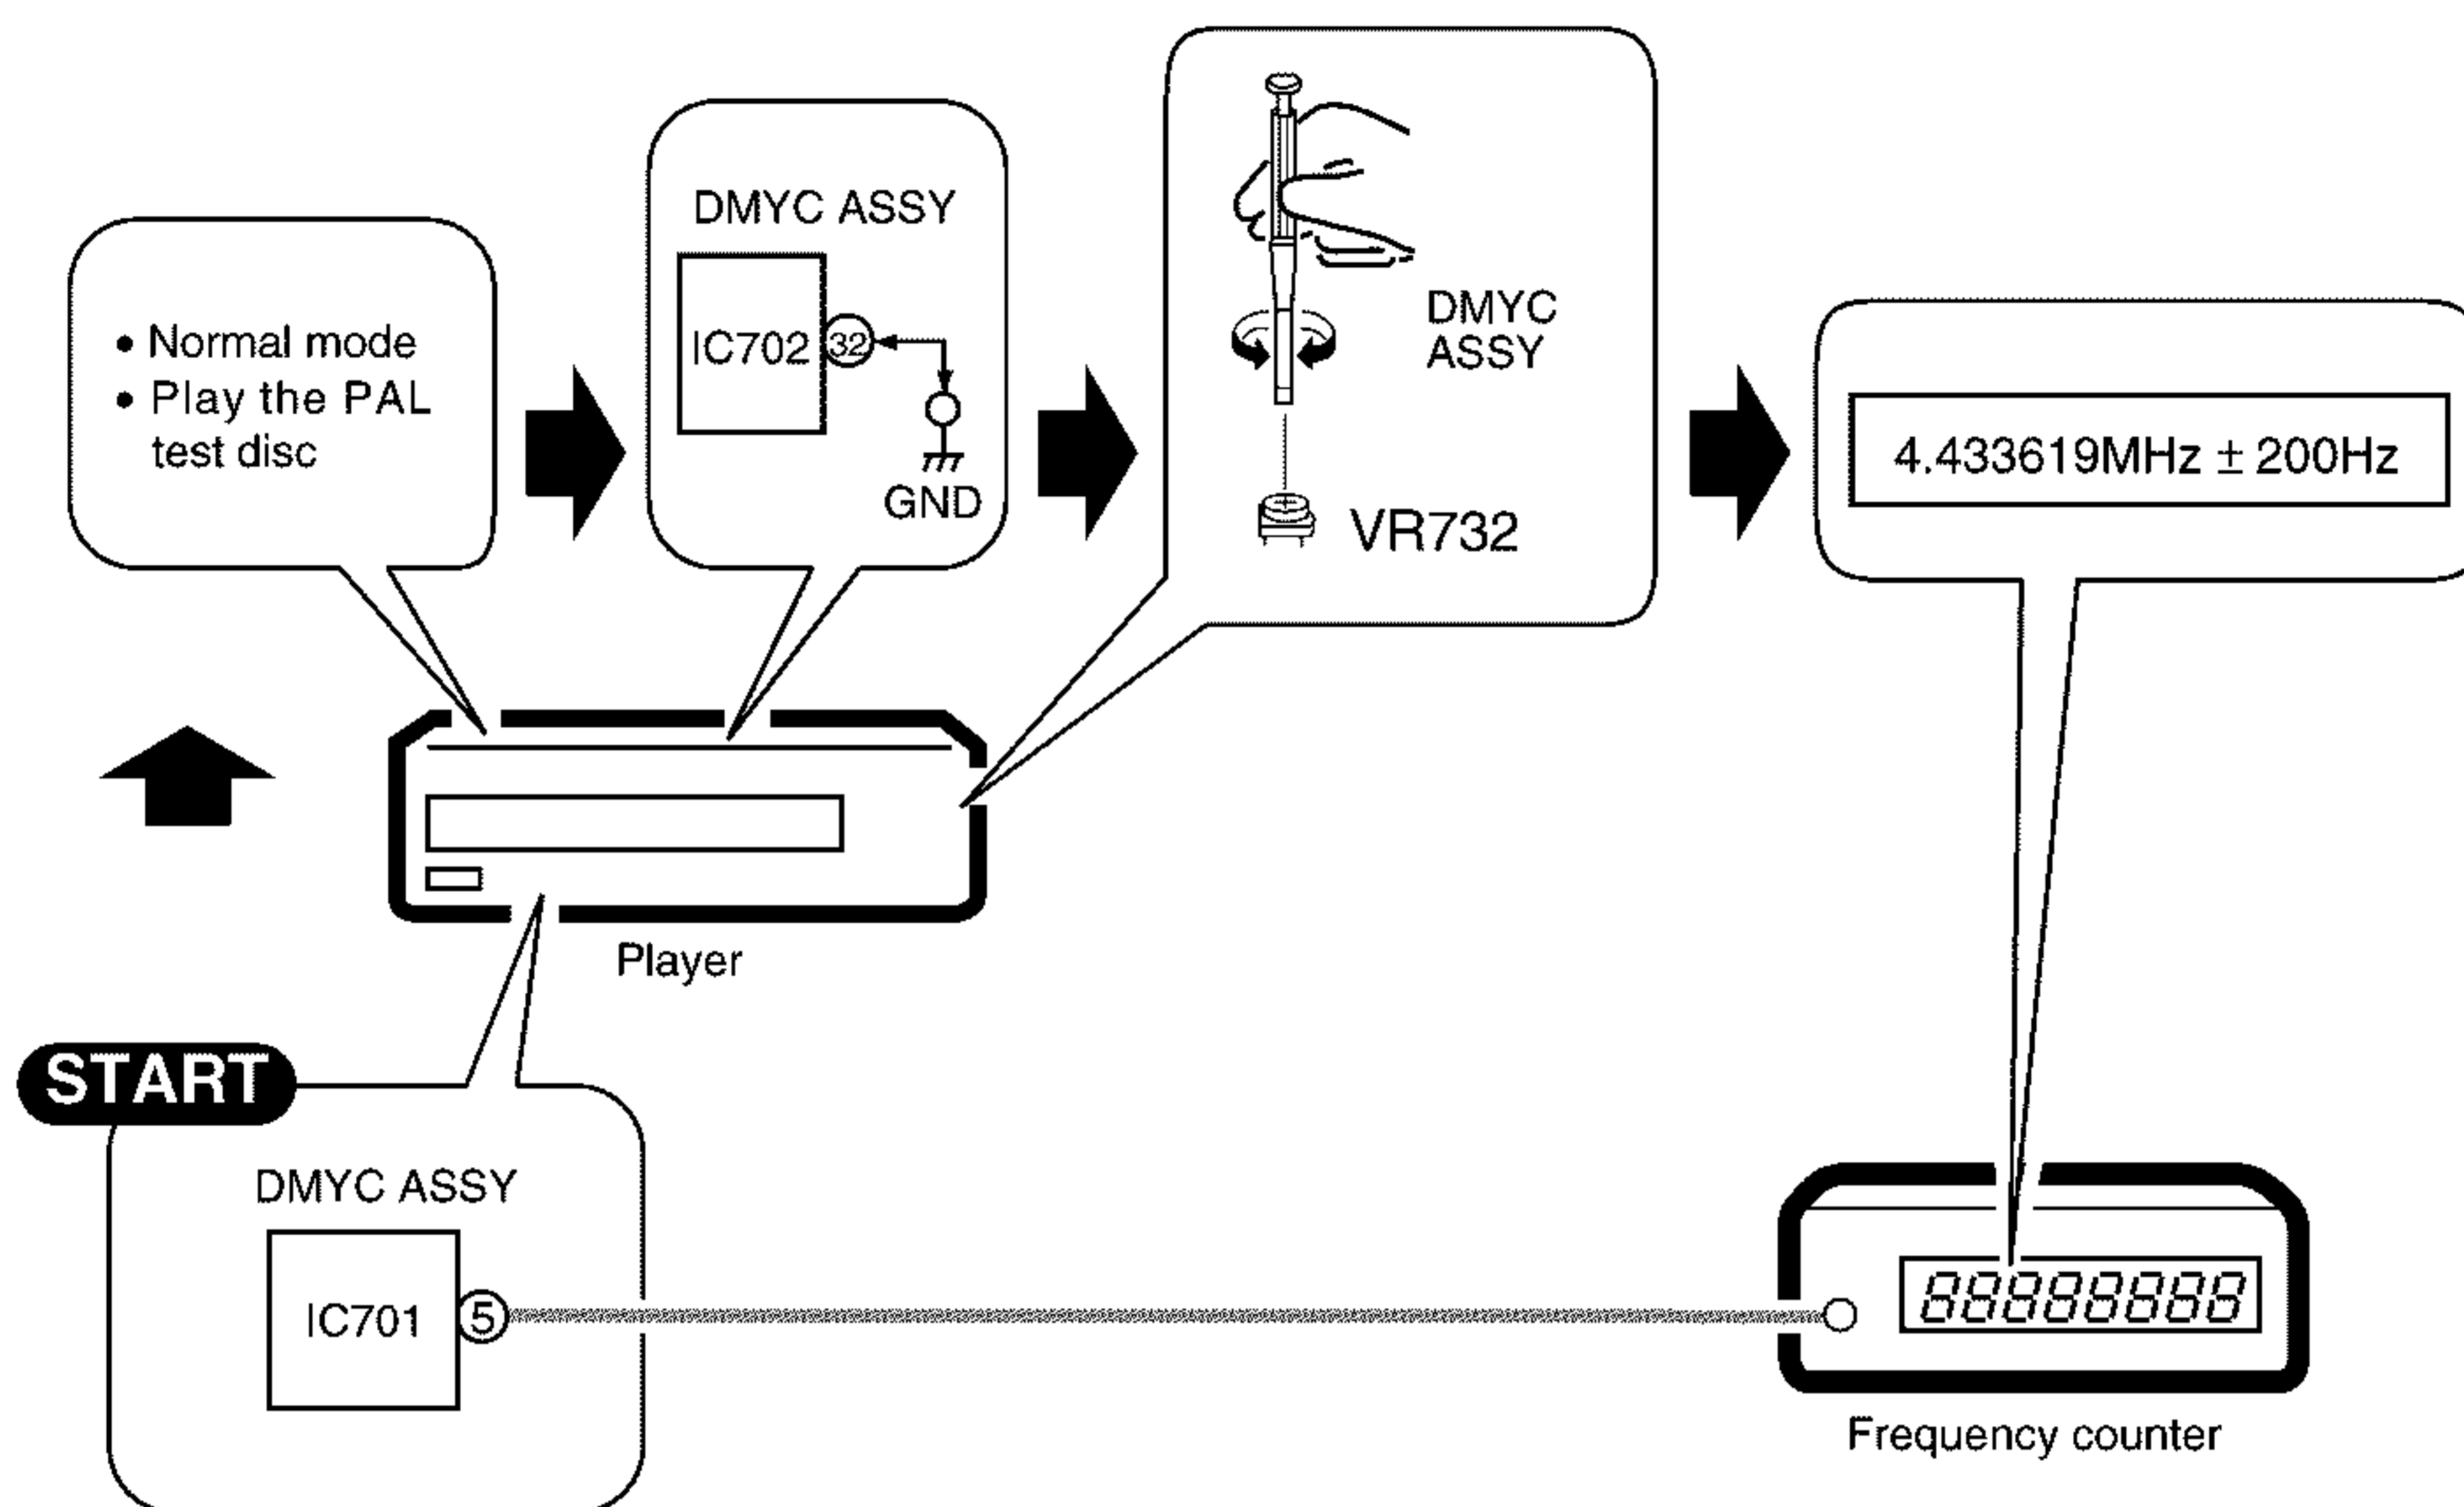 • Normal mode
• Play the PAL
test disc
DMYC ASSY
IC702
32
GND
DMYC
ASSY
VR732
4.433619MHz ± 200Hz
Player
START
DMYC ASSY
IC701
5
88888888
Frequency counter